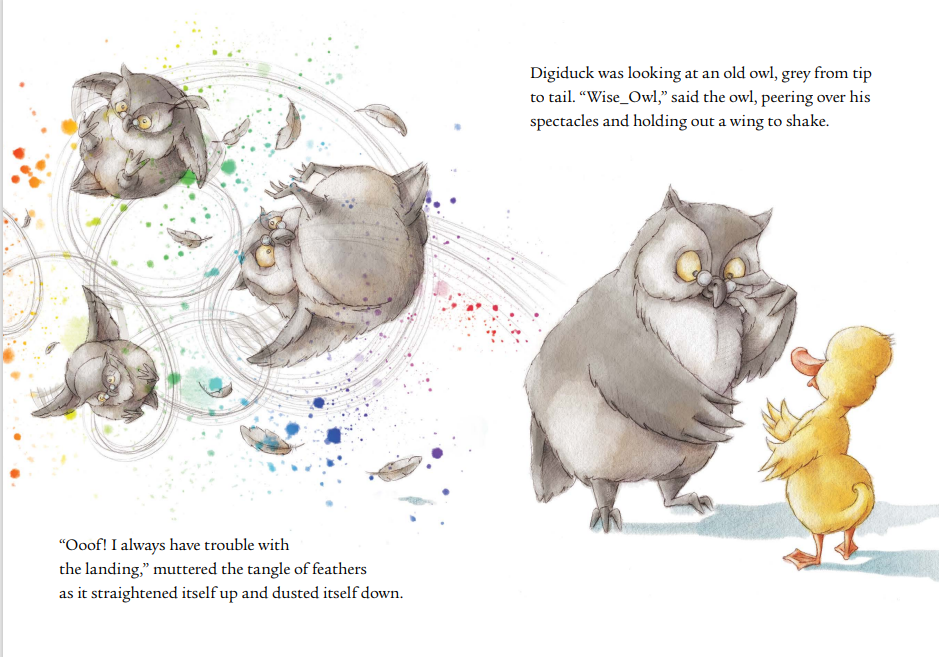 “Ooof! I always have trouble with
the landing,” muttered the tangle of feathers
as it straightened itself up and dusted itself down.
Digiduck was looking at an old owl, grey from tip
to tail. “Wise_Owl,” said the owl, peering over his
spectacles and holding out a wing to shake.